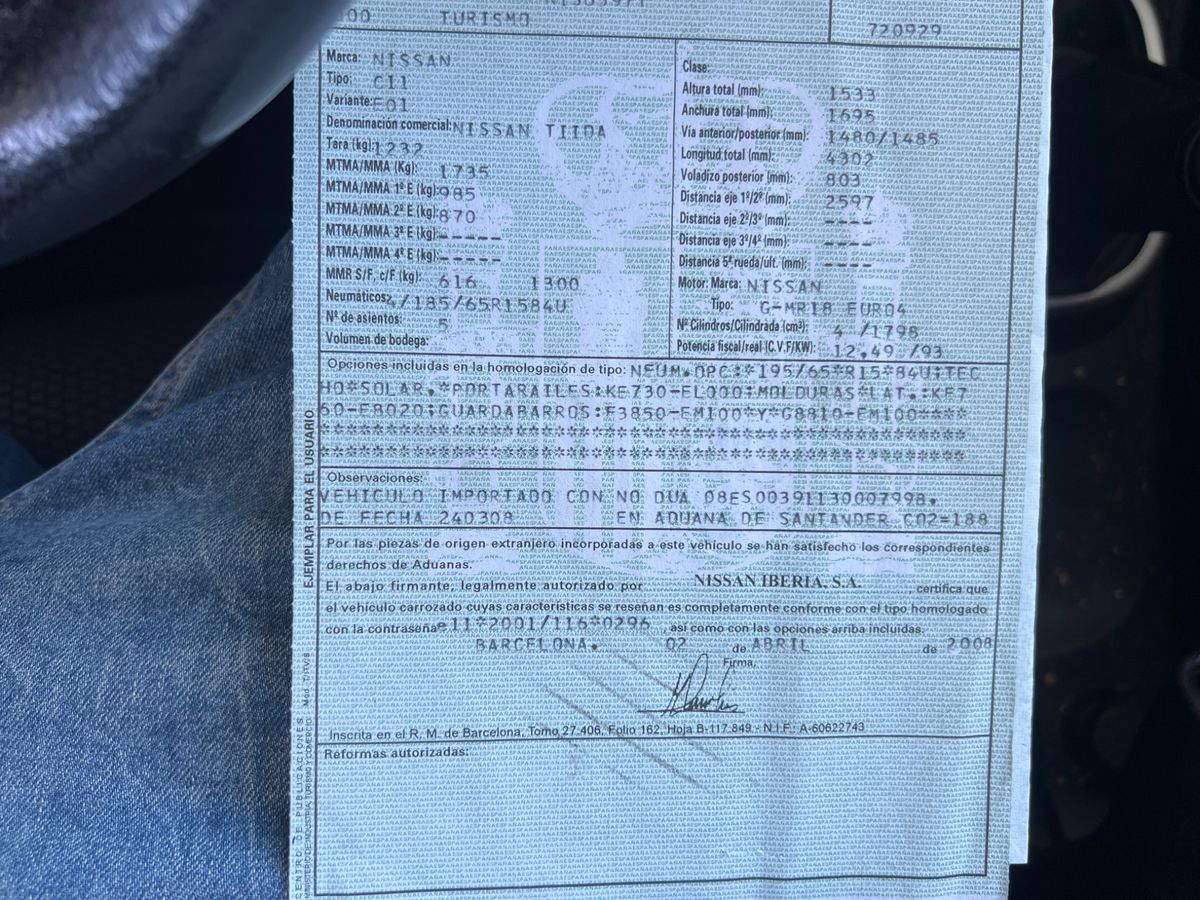 00 TURISMO
720929
Marca: NISSAN
Tipo: C11
Variante: F01
Denominación comercial: NISSAN TIIDA
Tara (kg): 1232
MTMA/MMA (Kg): 1735
MTMA/MMA 1º E (kg): 985
MTMA/MMA 2º E (kg): 870
MTMA/MMA 3º E (kg): -----
MTMA/MMA 4º E (kg): -----
MMR S/F, c/F (kg): 616 1300
Neumáticos: 4/185/65R1584U
Nº de asientos: 5
Volumen de bodega:
Clase:
Altura total (mm): 1533
Anchura total (mm): 1695
Vía anterior/posterior (mm): 1480/1485
Longitud total (mm): 4302
Voladizo posterior (mm): 803
Distancia eje 1º/2º (mm): 2597
Distancia eje 2º/3º (mm): ----
Distancia eje 3º/4º (mm): ----
Distancia 5ª rueda/últ. (mm): ----
Motor: Marca: NISSAN
Tipo: G-MR18 EURO4
Nº Cilindros/Cilindrada (cm³): 4 /1798
Potencia fiscal/real (C.V.F/KW): 12,49 /93
Opciones incluidas en la homologación de tipo: NEUM.OPC:*195/65*R15*84U;TEC
HO*SOLAR.*PORTARAILES:KE730-EL000;MOLDURAS*LAT.:KE7
60-E8020;GUARDABARROS:F3850-EM100*Y*G8810-EM100****
***************************************************
***************************************************
Observaciones:
VEHICULO IMPORTADO CON NO DUA 08ES00391130007998.
DE FECHA 240308 EN ADUANA DE SANTANDER CO2=188
Por las piezas de origen extranjero incorporadas a este vehículo se han satisfecho los correspondientes
derechos de Aduanas.
El abajo firmante, legalmente autorizado por NISSAN IBERIA, S.A. , certifica que
el vehículo carrozado cuyas características se reseñan es completamente conforme con el tipo homologado
con la contraseña e11*2001/116*0296 así como con las opciones arriba incluidas.
BARCELONA, 02 de ABRIL de 2008
Firma,
Inscrita en el R. M. de Barcelona, Tomo 27.406, Folio 162, Hoja B-117.849 - N.I.F.: A-60622743
Reformas autorizadas:
EJEMPLAR PARA EL USUARIO
CENTRO DE PUBLICACIONES